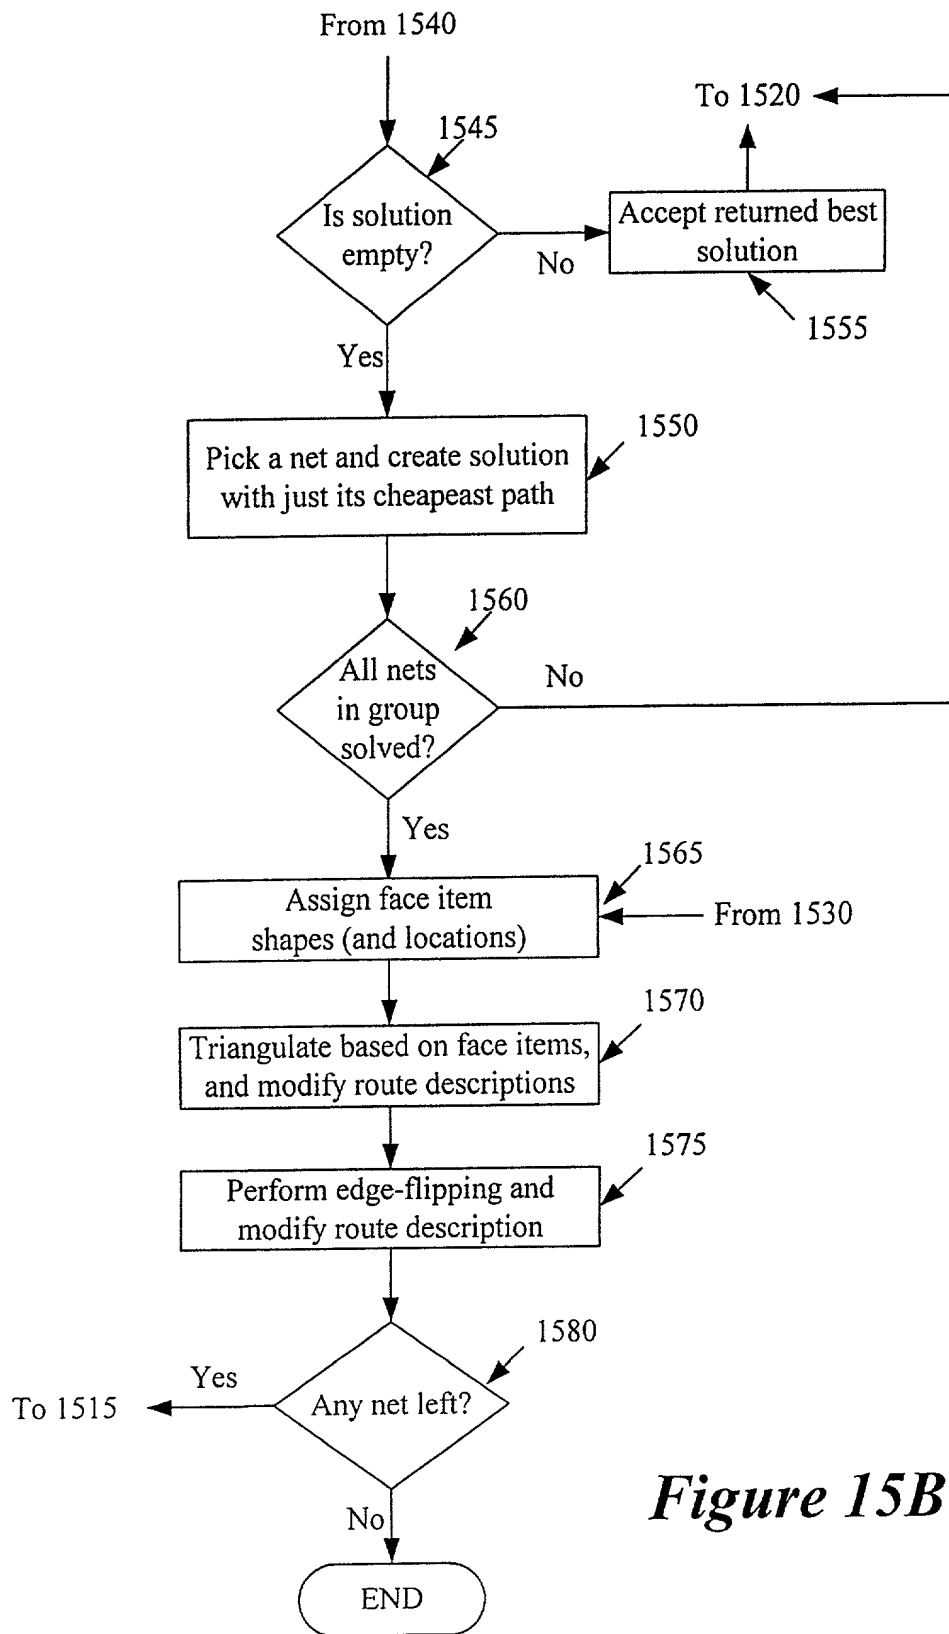 From 1540
To 1520
1545
Is solution
empty?
No
Accept returned best
solution
1555
Yes
1550
Pick a net and create solution
with just its cheapeast path
1560
All nets
in group
solved?
No
Yes
1565
Assign face item
shapes (and locations)
From 1530
1570
Triangulate based on face items,
and modify route descriptions
1575
Perform edge-flipping and
modify route description
1580
Yes
To 1515
Any net left?
No
Figure 15B
END